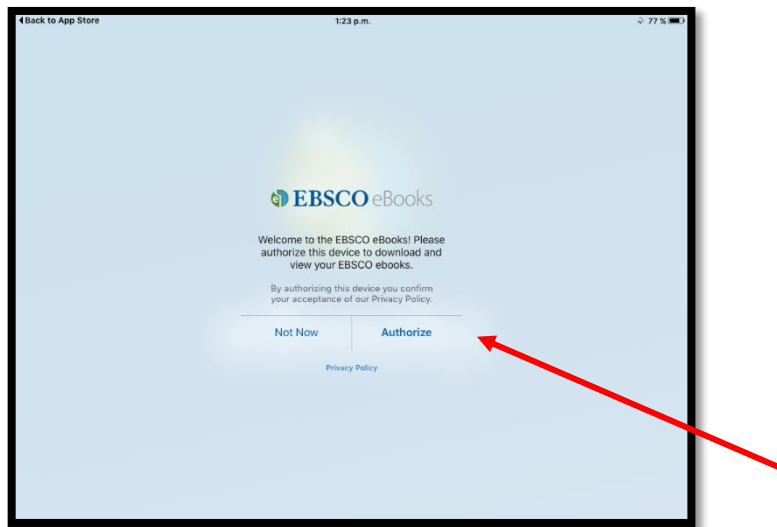 Back to App Store 1:23 p.m. 77 %
EBSCO eBooks
Welcome to the EBSCO eBooks! Please
authorize this device to download and
view your EBSCO ebooks.
By authorizing this device you confirm
your acceptance of our Privacy Policy.
Not Now Authorize
Privacy Policy